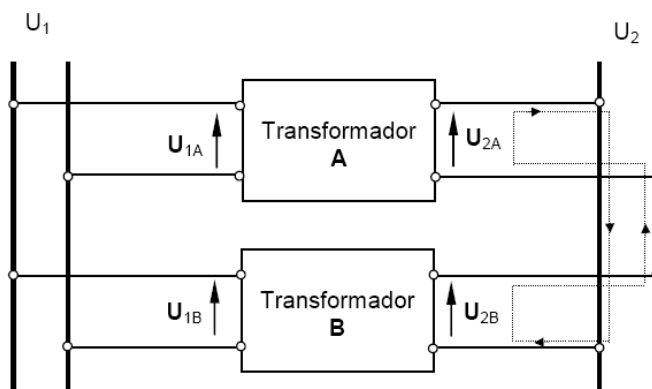 U1
U2
Transformador
A
U1A
U2A
Transformador
B
U1B
U2B